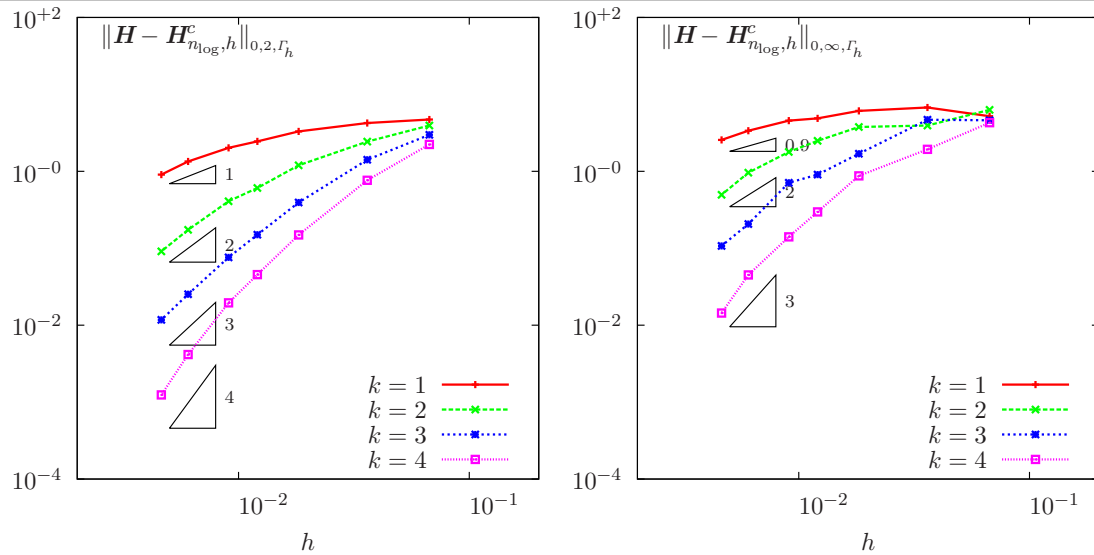 ‖H − H^c_{n_log,h}‖_{0,2,Γ_h}
10^{+2}
10^{−0}
10^{−2}
10^{−4}
1
2
3
4
k = 1
k = 2
k = 3
k = 4
10^{−2}
10^{−1}
h
‖H − H^c_{n_log,h}‖_{0,∞,Γ_h}
10^{+2}
10^{−0}
10^{−2}
10^{−4}
0.9
2
3
k = 1
k = 2
k = 3
k = 4
10^{−2}
10^{−1}
h